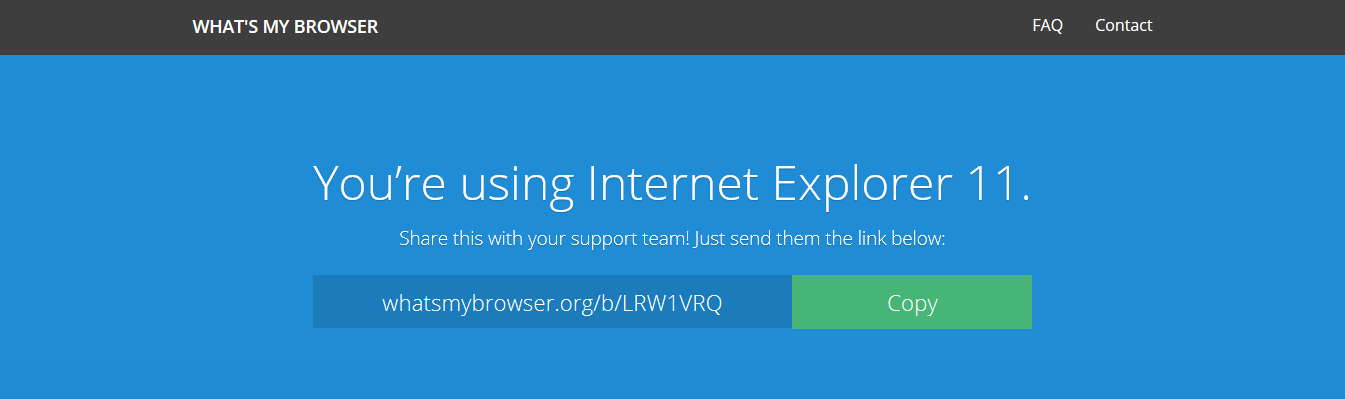 WHAT'S MY BROWSER
FAQ
Contact
You’re using Internet Explorer 11.
Share this with your support team! Just send them the link below:
whatsmybrowser.org/b/LRW1VRQ
Copy